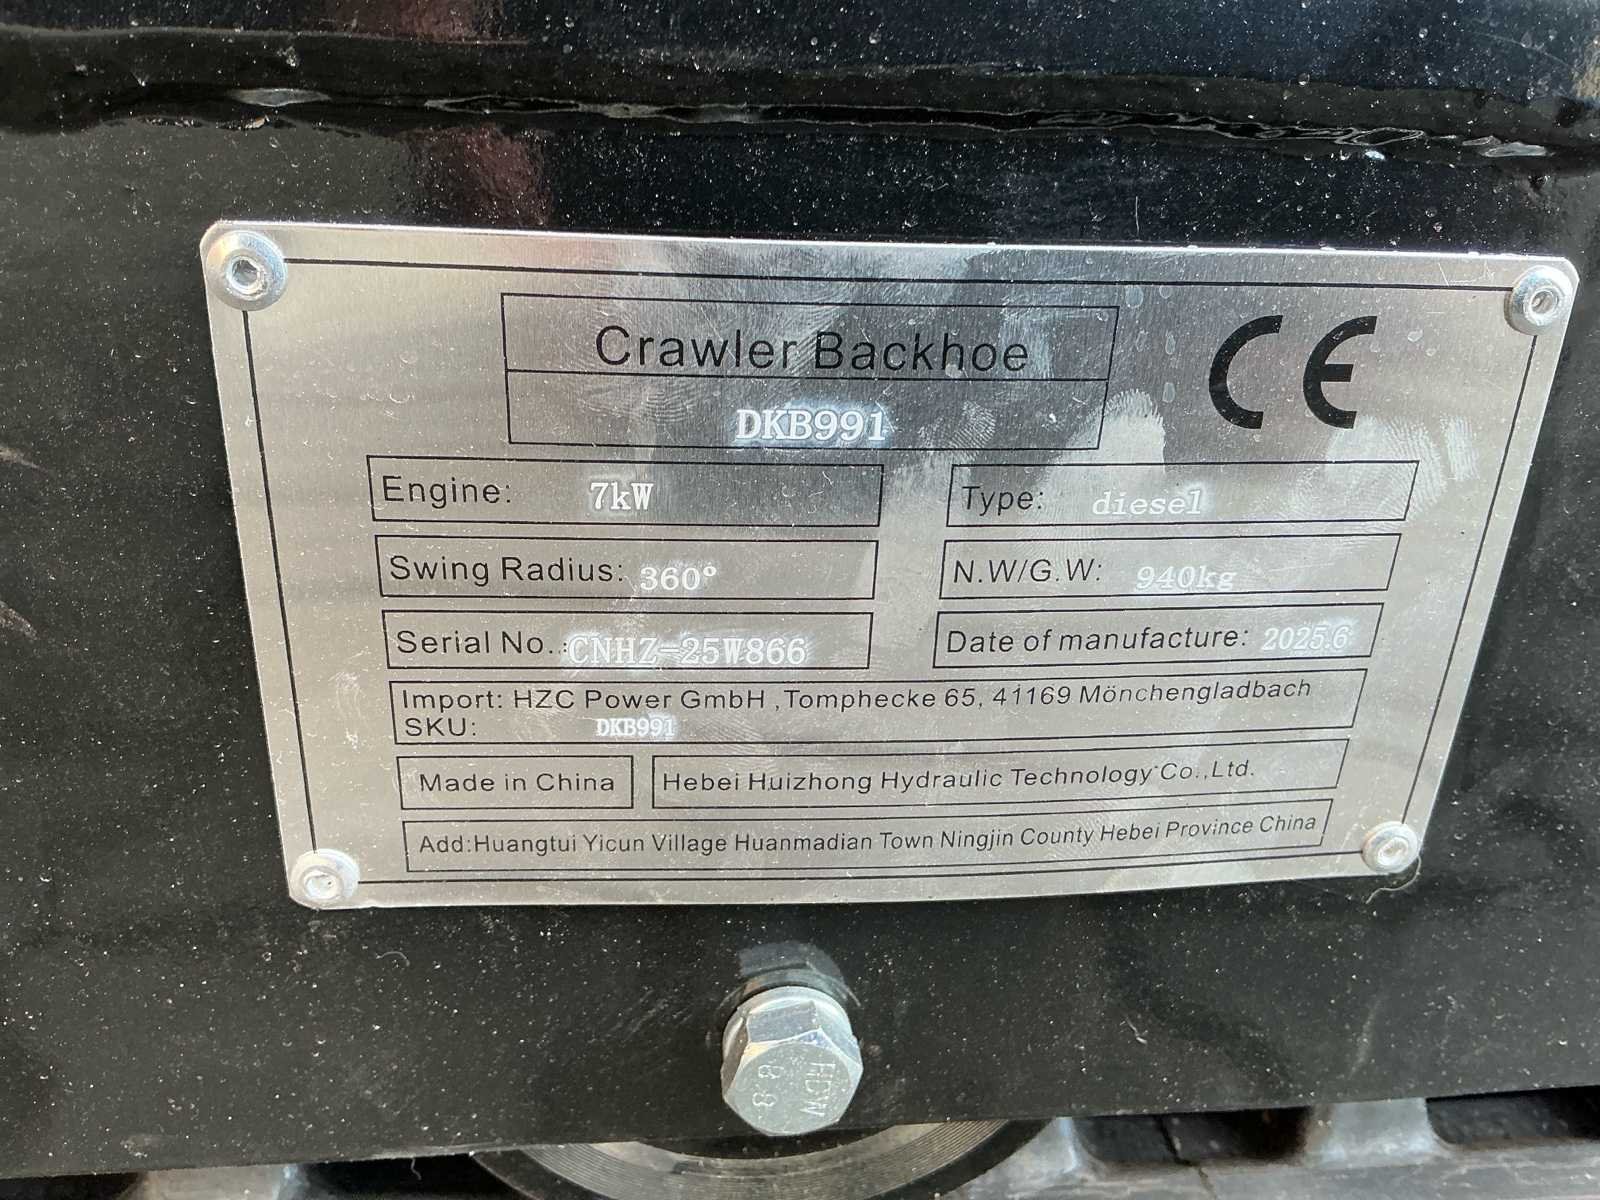 Crawler Backhoe
CE
DKB991
Engine: 7kW
Type: diesel
Swing Radius: 360°
N.W/G.W: 940kg
Serial No.: CNHZ-25W866
Date of manufacture: 2025.6
Import: HZC Power GmbH ,Tomphecke 65, 41169 Mönchengladbach
SKU: DKB991
Made in China
Hebei Huizhong Hydraulic Technology Co.,Ltd.
Add:Huangtui Yicun Village Huanmadian Town Ningjin County Hebei Province China
8.8